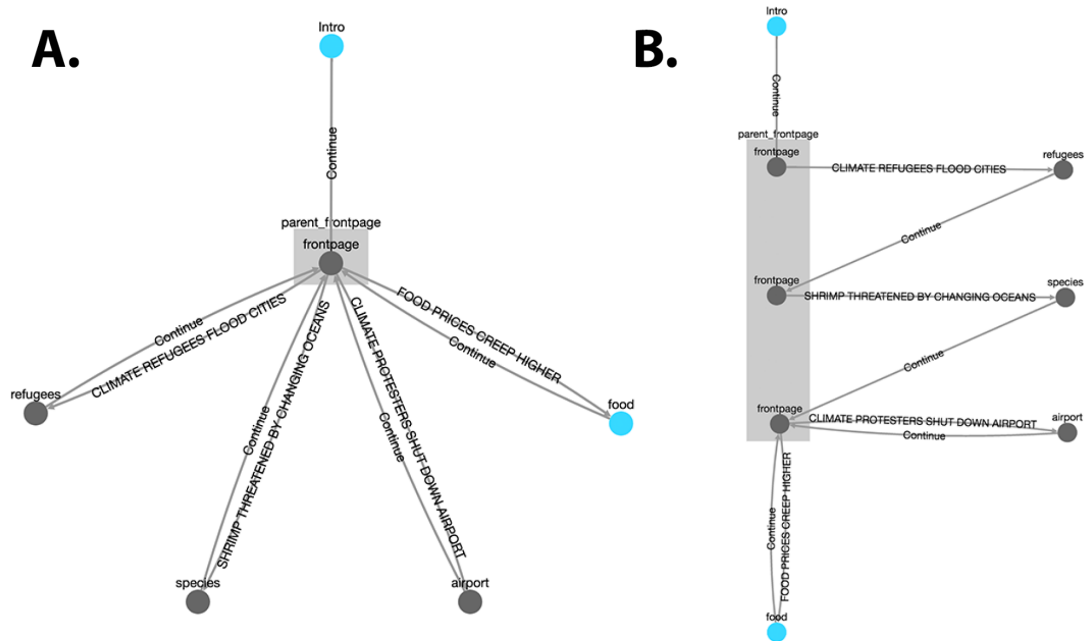 A.
Intro
Continue
parent_frontpage
frontpage
Continue
CLIMATE REFUGEES FLOOD CITIES
refugees
Continue
SHRIMP THREATENED BY CHANGING OCEANS
species
CLIMATE PROTESTERS SHUT DOWN AIRPORT
Continue
airport
FOOD PRICES CREEP HIGHER
Continue
food
B.
Intro
Continue
parent_frontpage
frontpage
CLIMATE REFUGEES FLOOD CITIES
refugees
Continue
frontpage
SHRIMP THREATENED BY CHANGING OCEANS
species
Continue
frontpage
CLIMATE PROTESTERS SHUT DOWN AIRPORT
airport
Continue
Continue
FOOD PRICES CREEP HIGHER
food